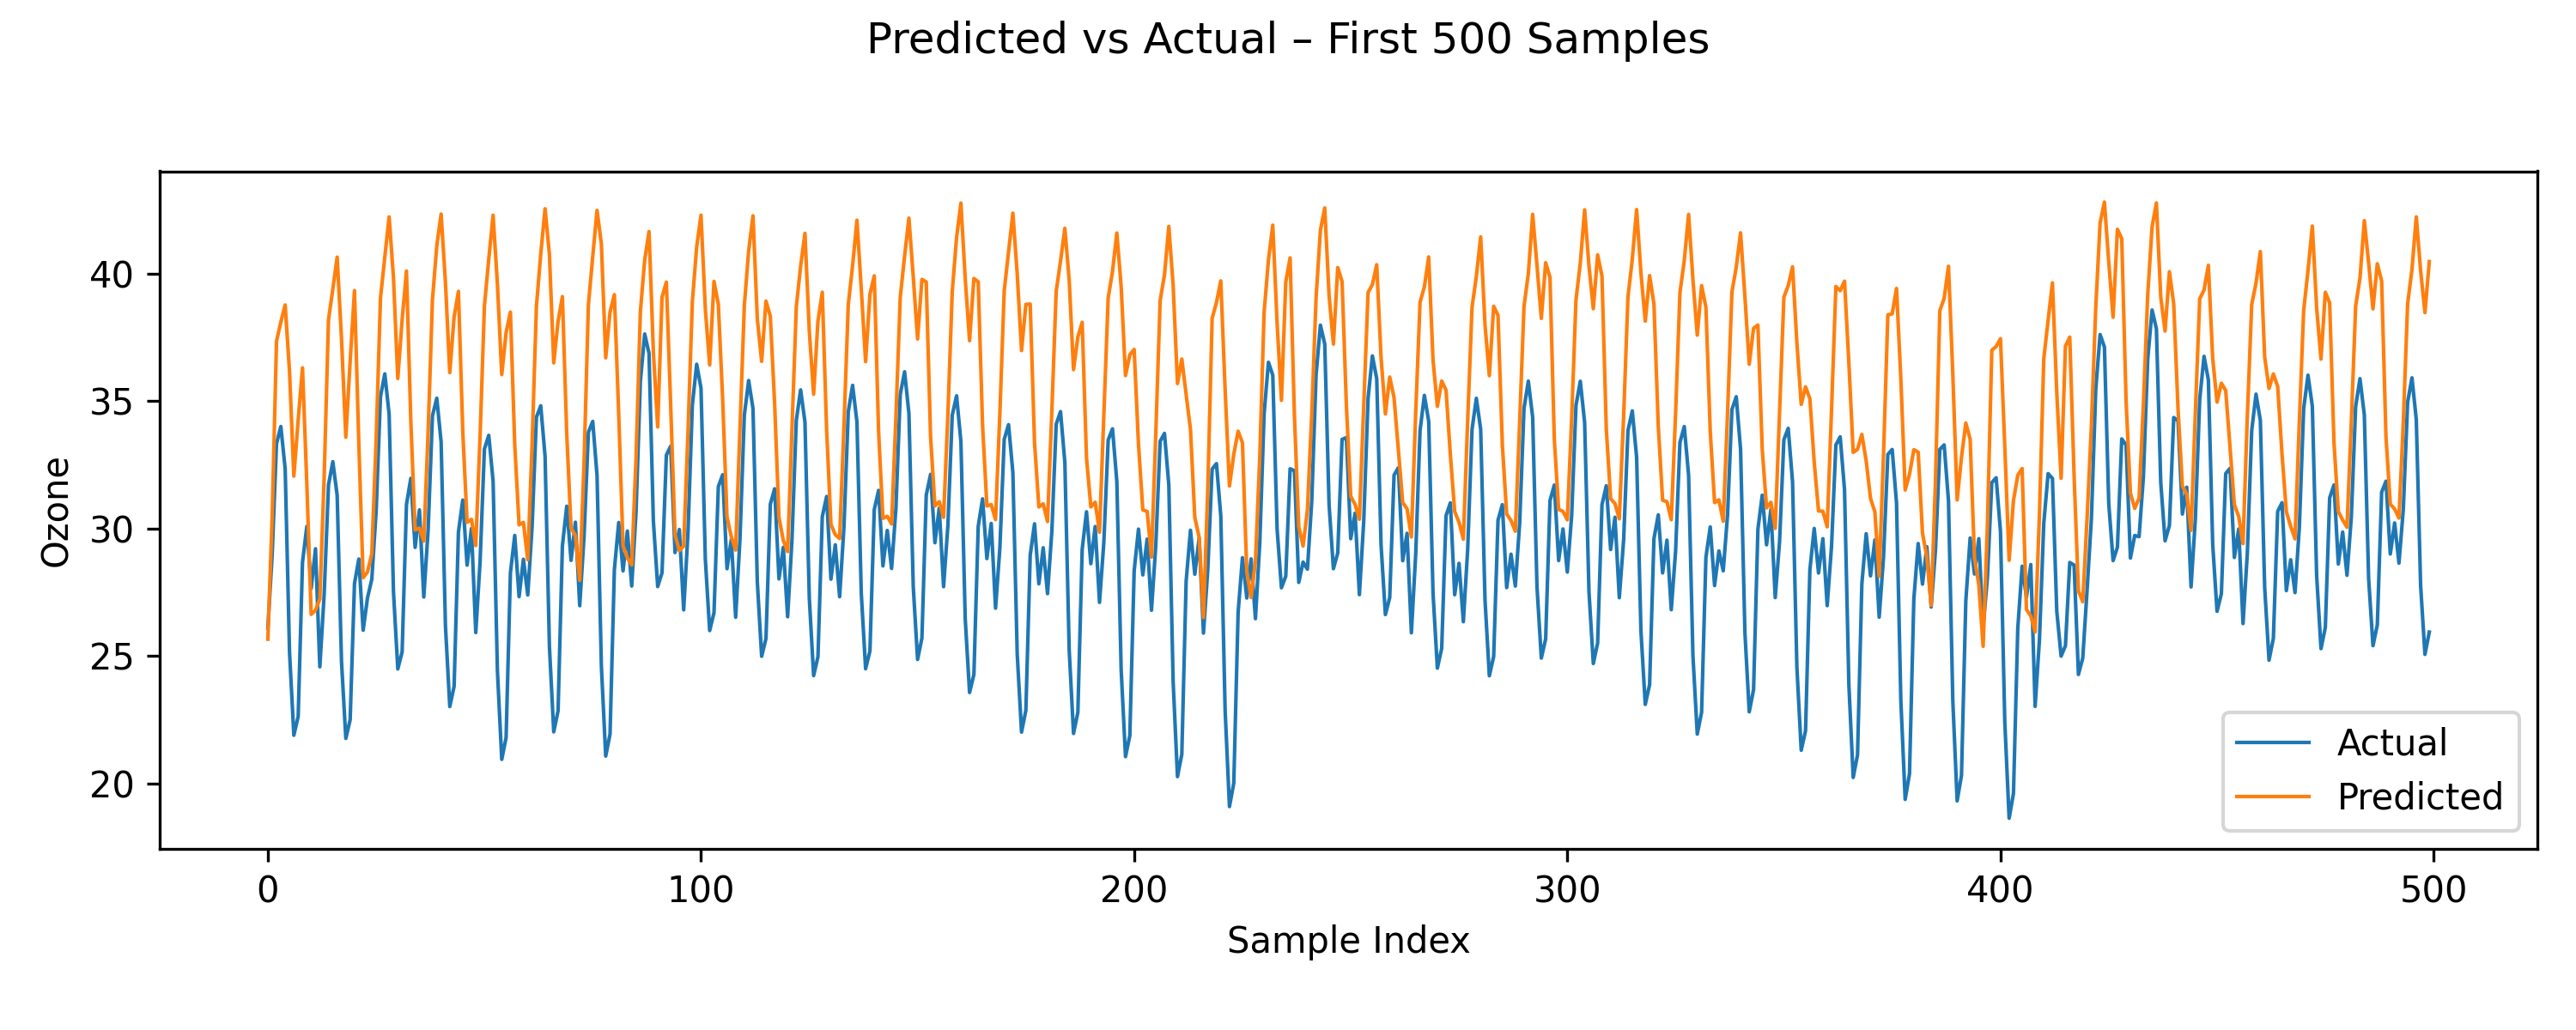 Predicted vs Actual – First 500 Samples
Ozone
40
35
30
25
20
0 100 200 300 400 500
Sample Index
Actual
Predicted